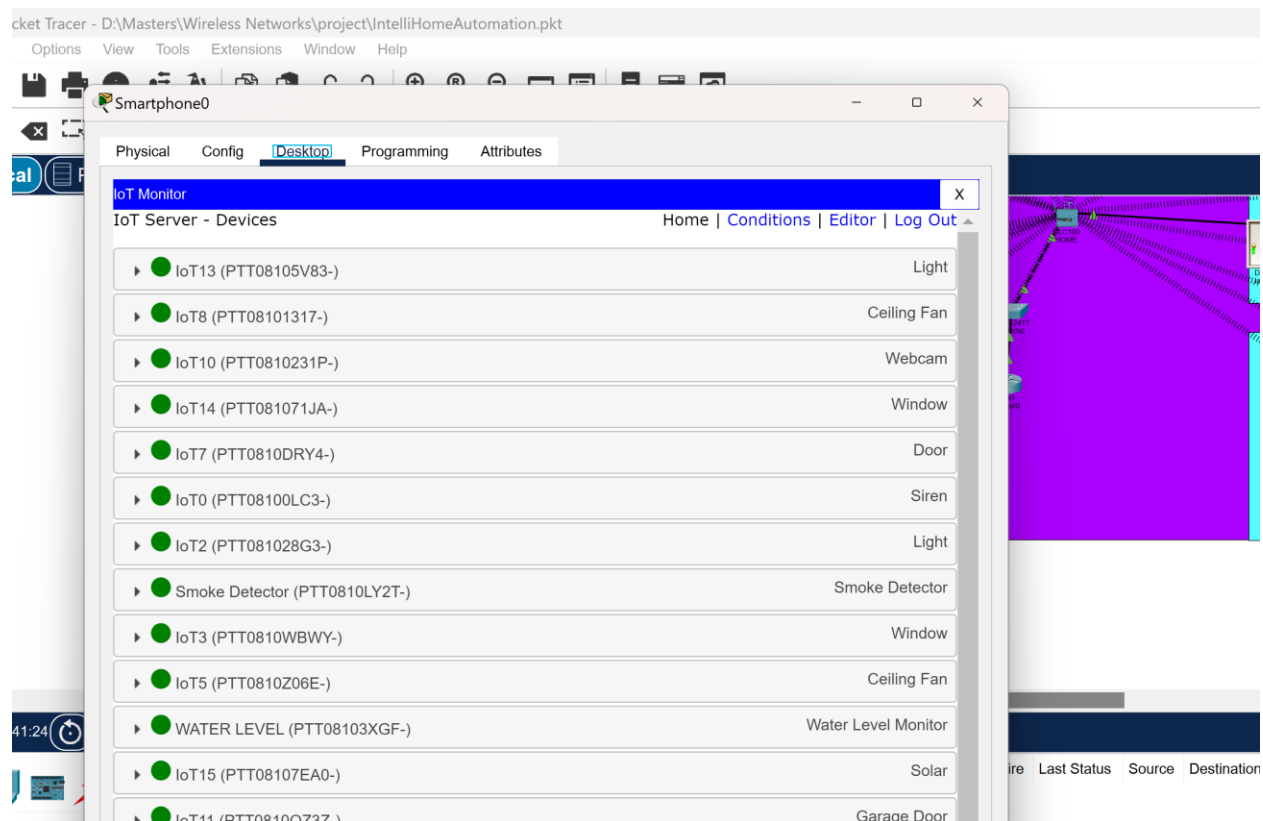 cket Tracer - D:\Masters\Wireless Networks\project\IntelliHomeAutomation.pkt
Options View Tools Extensions Window Help
Smartphone0
Physical Config Desktop Programming Attributes
IoT Monitor X
IoT Server - Devices Home | Conditions | Editor | Log Out
IoT13 (PTT08105V83-) Light
IoT8 (PTT08101317-) Ceiling Fan
IoT10 (PTT0810231P-) Webcam
IoT14 (PTT081071JA-) Window
IoT7 (PTT0810DRY4-) Door
IoT0 (PTT08100LC3-) Siren
IoT2 (PTT081028G3-) Light
Smoke Detector (PTT0810LY2T-) Smoke Detector
IoT3 (PTT0810WBWY-) Window
IoT5 (PTT0810Z06E-) Ceiling Fan
WATER LEVEL (PTT08103XGF-) Water Level Monitor
IoT15 (PTT08107EA0-) Solar
IoT11 (PTT0810OZ3Z-) Garage Door
al
HOME
41:24
ire Last Status Source Destination